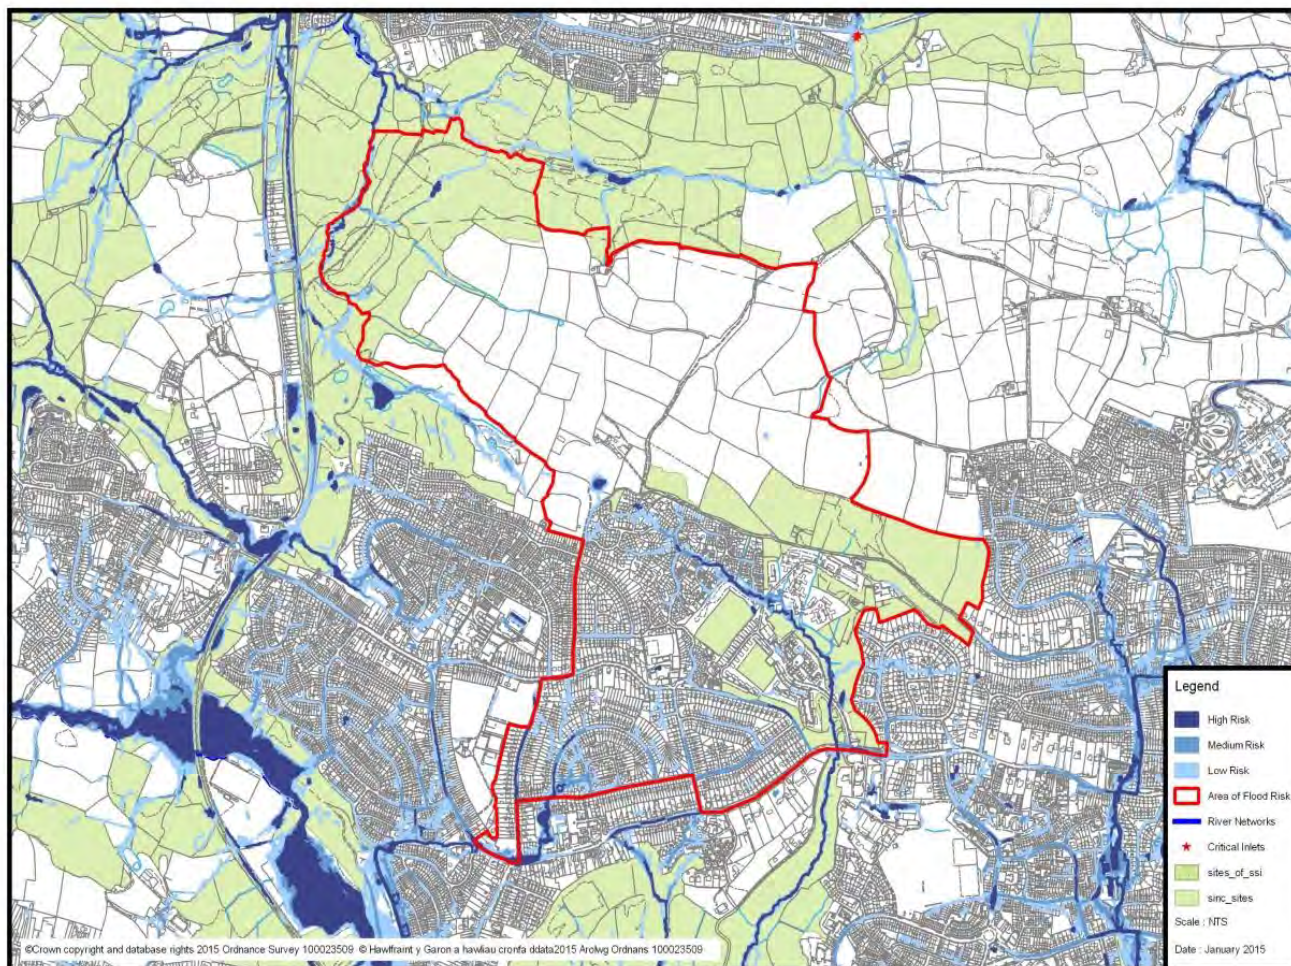 Legend
High Risk
Medium Risk
Low Risk
Area of Flood Risk
River Networks
Critical Inlets
sites_of_ssi
sinc_sites
Scale : NTS
Date : January 2015
©Crown copyright and database rights 2015 Ordnance Survey 100023509 © Hawlfraint y Garon a hawliau cronfa ddata2015 Arolwg Ordnans 100023509